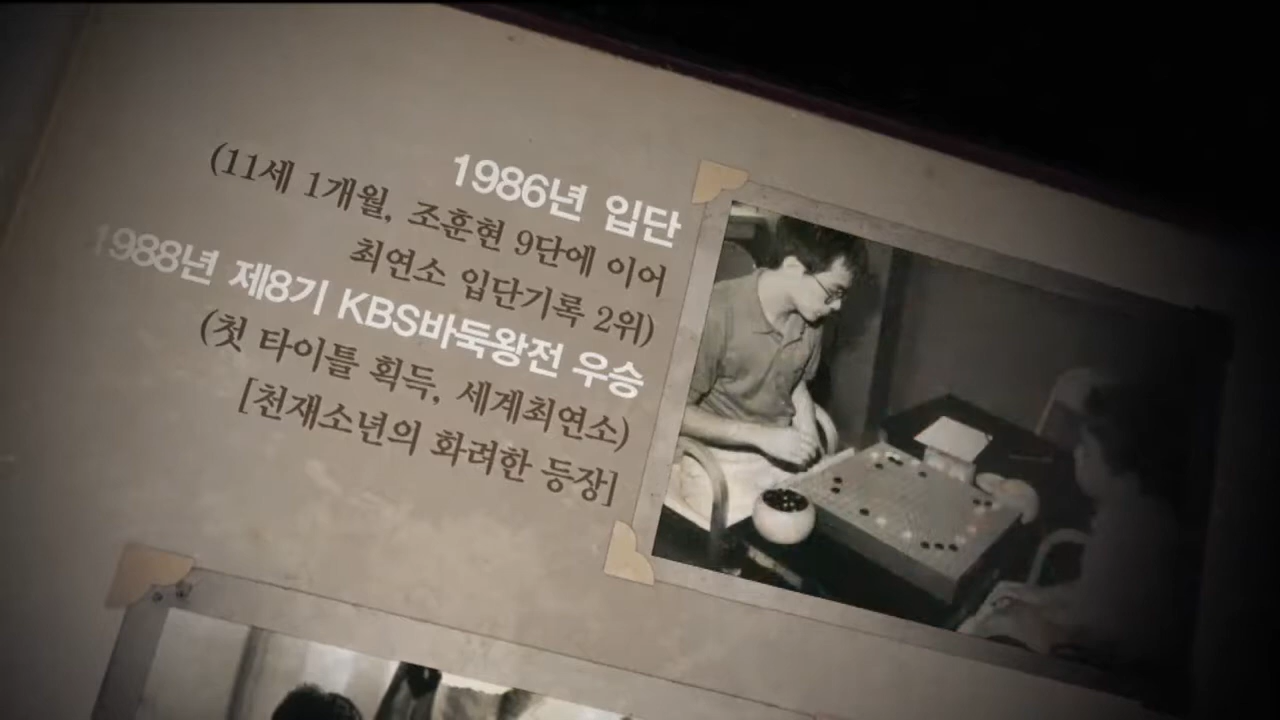 1986년 입단
(11세 1개월, 조훈현 9단에 이어
최연소 입단기록 2위)
1988년 제8기 KBS바둑왕전 우승
(첫 타이틀 획득, 세계최연소)
[천재소년의 화려한 등장]